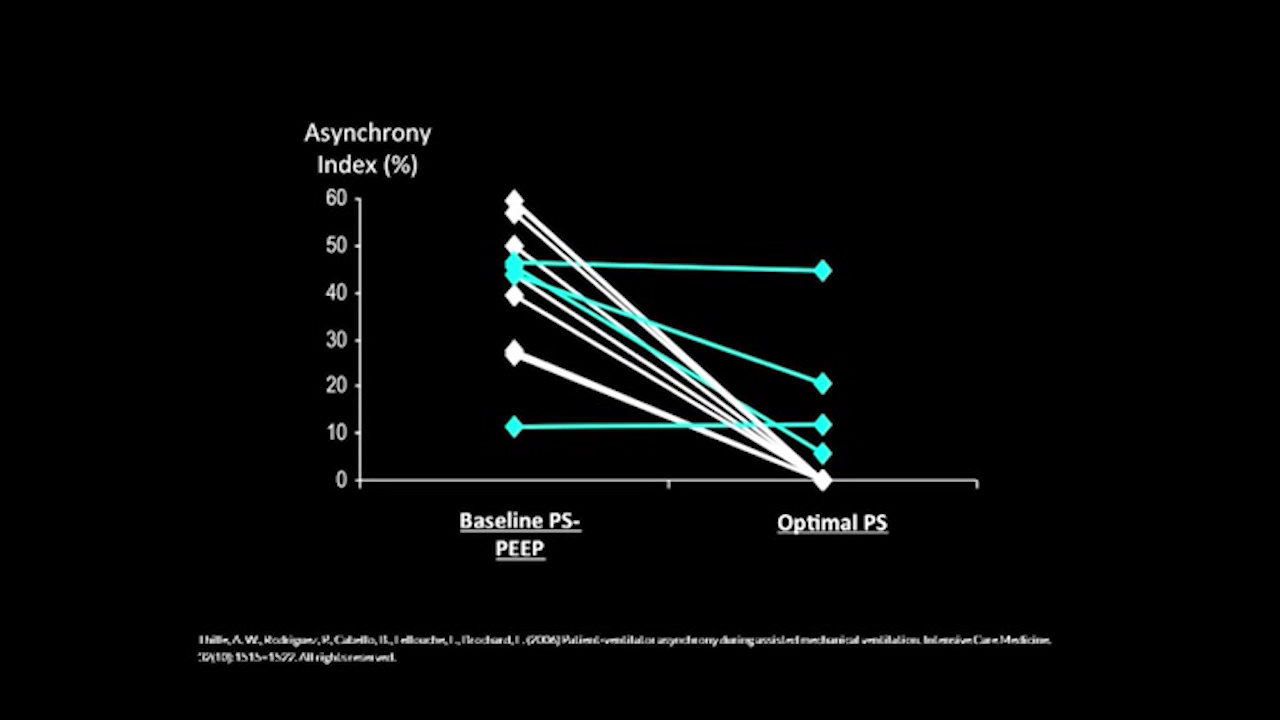 Asynchrony
Index (%)
60
50
40
30
20
10
0
Baseline PS-
PEEP
Optimal PS
Thille, A. W., Rodriguez, P., Cabello, B., Lellouche, F., Brochard, L. (2006) Patient-ventilator asynchrony during assisted mechanical ventilation. Intensive Care Medicine.
32(10): 1515-1522. All rights reserved.